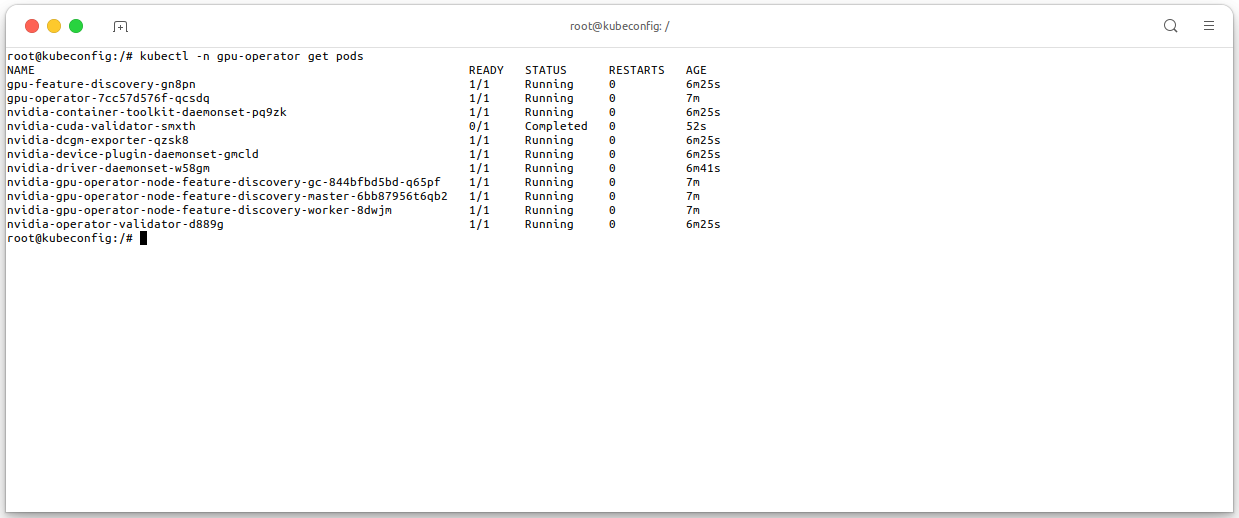 root@kubeconfig: /
root@kubeconfig:/# kubectl -n gpu-operator get pods
NAME READY STATUS RESTARTS AGE
gpu-feature-discovery-gn8pn 1/1 Running 0 6m25s
gpu-operator-7cc57d576f-qcsdq 1/1 Running 0 7m
nvidia-container-toolkit-daemonset-pq9zk 1/1 Running 0 6m25s
nvidia-cuda-validator-smxth 0/1 Completed 0 52s
nvidia-dcgm-exporter-qzsk8 1/1 Running 0 6m25s
nvidia-device-plugin-daemonset-gmcld 1/1 Running 0 6m25s
nvidia-driver-daemonset-w58gm 1/1 Running 0 6m41s
nvidia-gpu-operator-node-feature-discovery-gc-844bfbd5bd-q65pf 1/1 Running 0 7m
nvidia-gpu-operator-node-feature-discovery-master-6bb87956t6qb2 1/1 Running 0 7m
nvidia-gpu-operator-node-feature-discovery-worker-8dwjm 1/1 Running 0 7m
nvidia-operator-validator-d889g 1/1 Running 0 6m25s
root@kubeconfig:/#